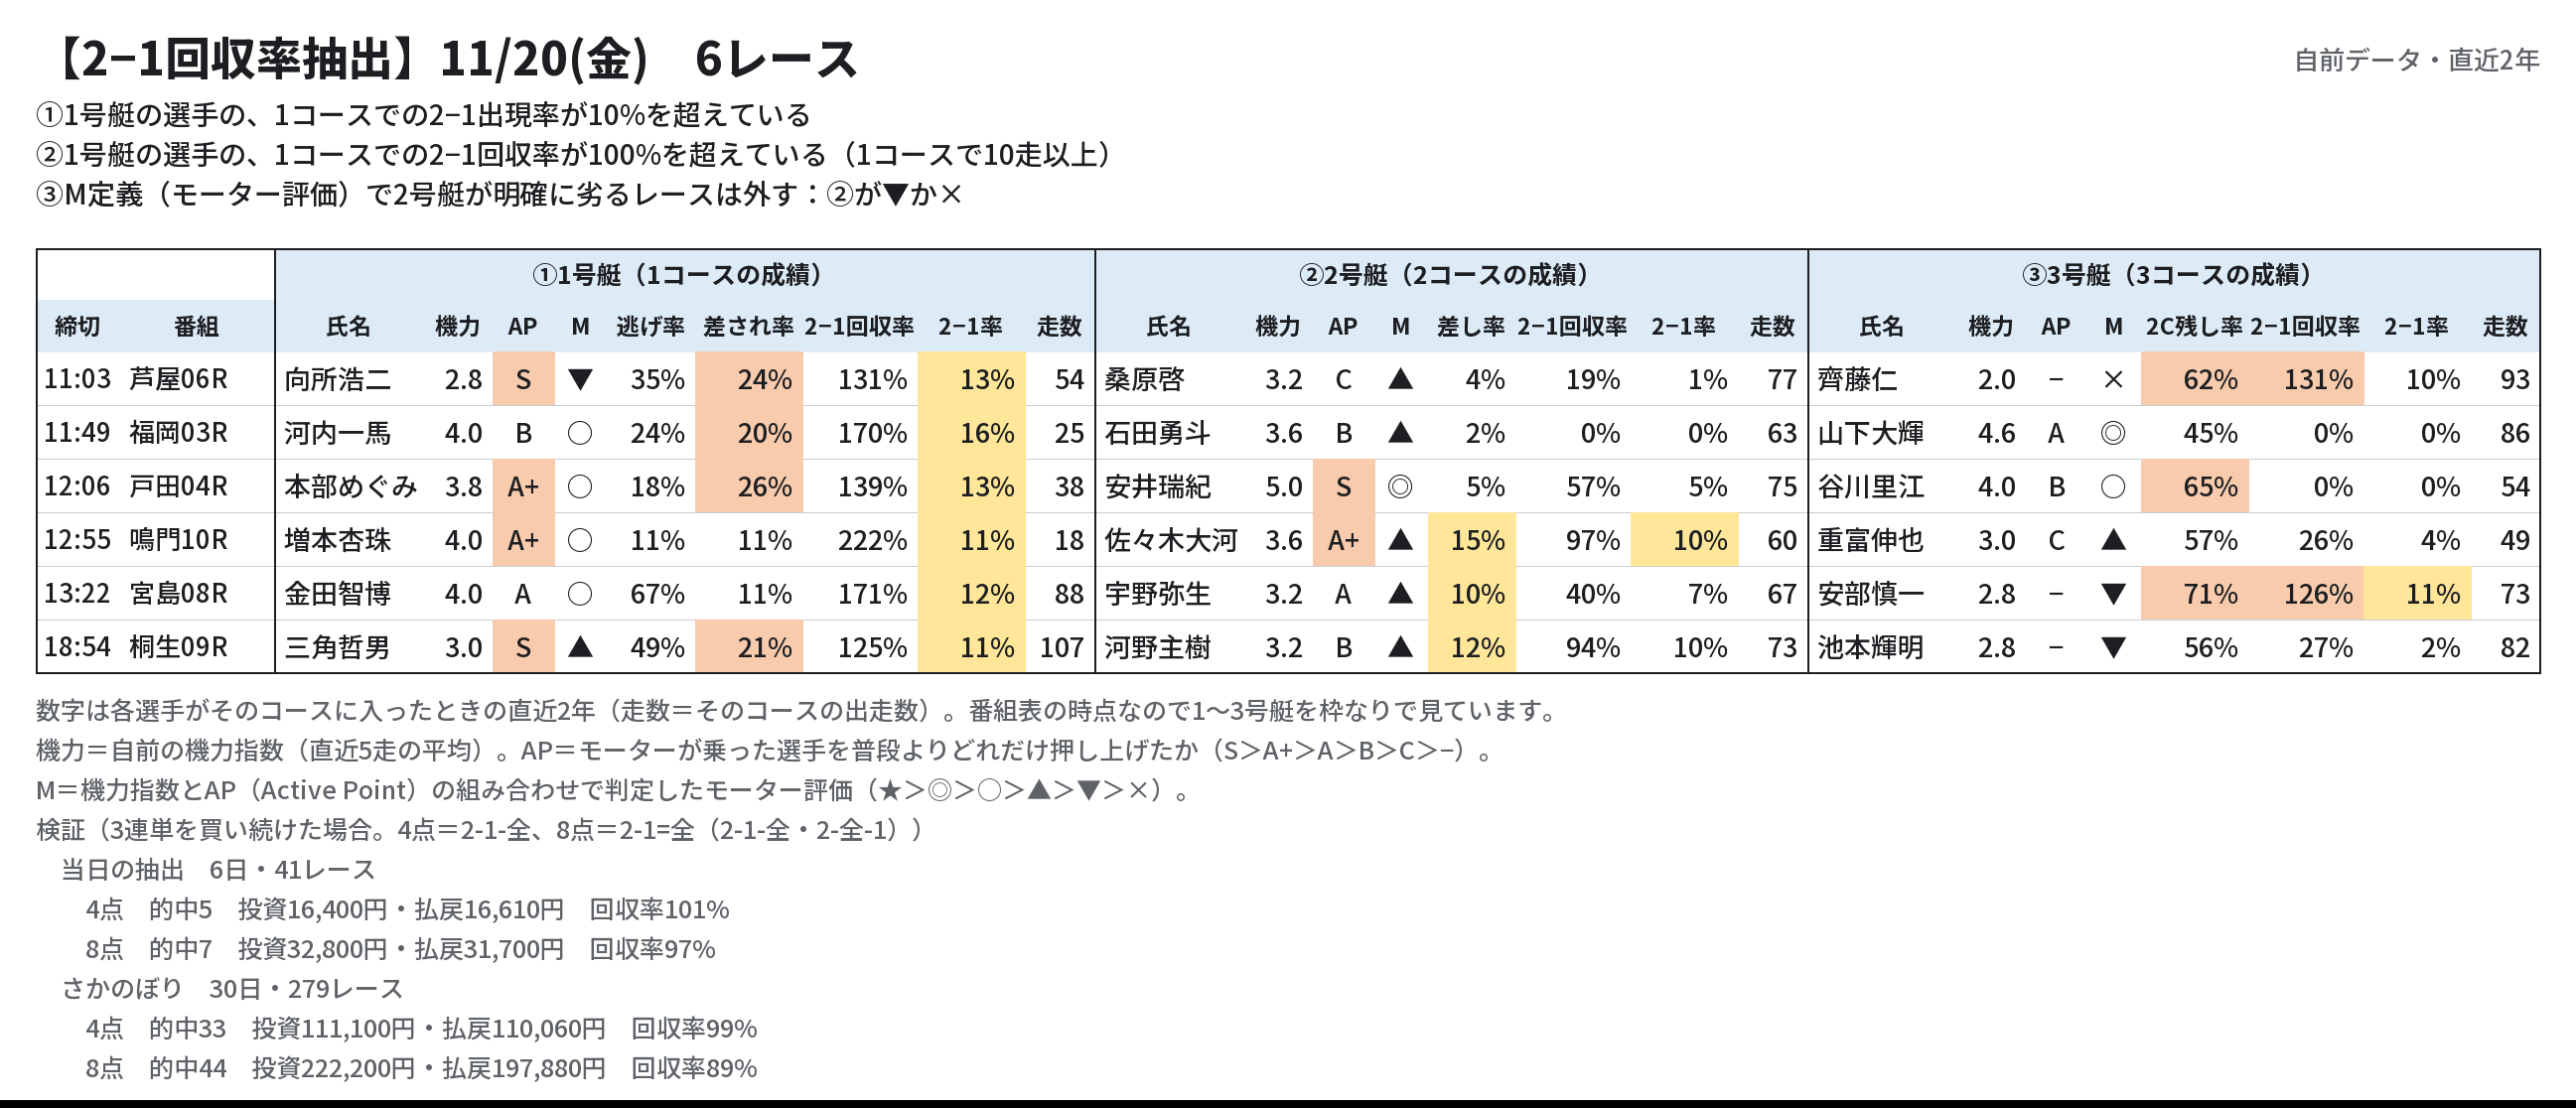 【2−1回収率抽出】11/20(金)　6レース
自前データ・直近2年
①1号艇の選手の、1コースでの2−1出現率が10%を超えている
②1号艇の選手の、1コースでの2−1回収率が100%を超えている（1コースで10走以上）
③M定義（モーター評価）で2号艇が明確に劣るレースは外す：②が▼か×
①1号艇（1コースの成績） ②2号艇（2コースの成績） ③3号艇（3コースの成績）
締切 番組 氏名 機力 AP M 逃げ率 差され率 2−1回収率 2−1率 走数 氏名 機力 AP M 差し率 2−1回収率 2−1率 走数 氏名 機力 AP M 2C残し率 2−1回収率 2−1率 走数
11:03 芦屋06R 向所浩二 2.8 S ▼ 35% 24% 131% 13% 54 桑原啓 3.2 C ▲ 4% 19% 1% 77 齊藤仁 2.0 − × 62% 131% 10% 93
11:49 福岡03R 河内一馬 4.0 B ○ 24% 20% 170% 16% 25 石田勇斗 3.6 B ▲ 2% 0% 0% 63 山下大輝 4.6 A ◎ 45% 0% 0% 86
12:06 戸田04R 本部めぐみ 3.8 A+ ○ 18% 26% 139% 13% 38 安井瑞紀 5.0 S ◎ 5% 57% 5% 75 谷川里江 4.0 B ○ 65% 0% 0% 54
12:55 鳴門10R 増本杏珠 4.0 A+ ○ 11% 11% 222% 11% 18 佐々木大河 3.6 A+ ▲ 15% 97% 10% 60 重富伸也 3.0 C ▲ 57% 26% 4% 49
13:22 宮島08R 金田智博 4.0 A ○ 67% 11% 171% 12% 88 宇野弥生 3.2 A ▲ 10% 40% 7% 67 安部慎一 2.8 − ▼ 71% 126% 11% 73
18:54 桐生09R 三角哲男 3.0 S ▲ 49% 21% 125% 11% 107 河野主樹 3.2 B ▲ 12% 94% 10% 73 池本輝明 2.8 − ▼ 56% 27% 2% 82
数字は各選手がそのコースに入ったときの直近2年（走数＝そのコースの出走数）。番組表の時点なので1〜3号艇を枠なりで見ています。
機力＝自前の機力指数（直近5走の平均）。AP＝モーターが乗った選手を普段よりどれだけ押し上げたか（S＞A+＞A＞B＞C＞−）。
M＝機力指数とAP（Active Point）の組み合わせで判定したモーター評価（★＞◎＞○＞▲＞▼＞×）。
検証（3連単を買い続けた場合。4点＝2-1-全、8点＝2-1=全（2-1-全・2-全-1））
当日の抽出　6日・41レース
4点　的中5　投資16,400円・払戻16,610円　回収率101%
8点　的中7　投資32,800円・払戻31,700円　回収率97%
さかのぼり　30日・279レース
4点　的中33　投資111,100円・払戻110,060円　回収率99%
8点　的中44　投資222,200円・払戻197,880円　回収率89%